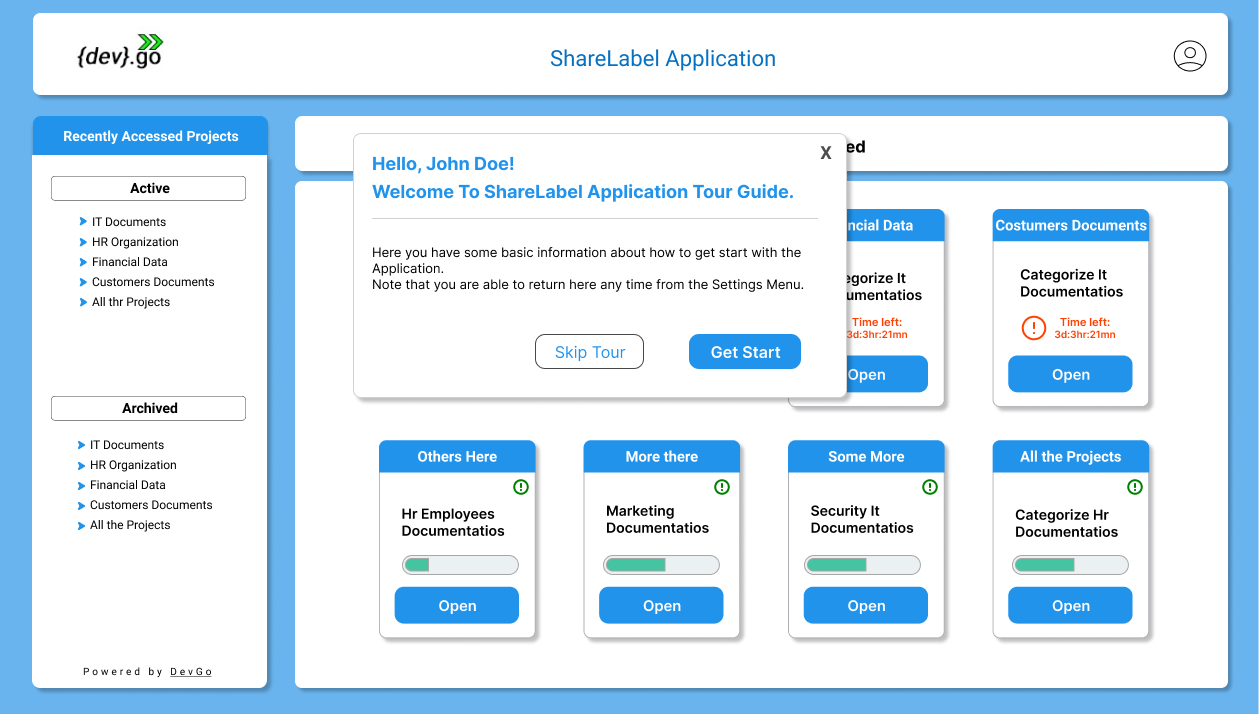 {dev}.go
ShareLabel Application
Recently Accessed Projects
Active
IT Documents
HR Organization
Financial Data
Customers Documents
All thr Projects
Archived
IT Documents
HR Organization
Financial Data
Customers Documents
All the Projects
Powered by DevGo
X
Hello, John Doe!
Welcome To ShareLabel Application Tour Guide.
Here you have some basic information about how to get start with the
Application.
Note that you are able to return here any time from the Settings Menu.
Skip Tour
Get Start
Data
Time left:
3d:3hr:21mn
Open
Costumers Documents
Categorize It
Documentatios
Time left:
3d:3hr:21mn
Open
Others Here
Hr Employees
Documentatios
Open
More there
Marketing
Documentatios
Open
Some More
Security It
Documentatios
Open
All the Projects
Categorize Hr
Documentatios
Open